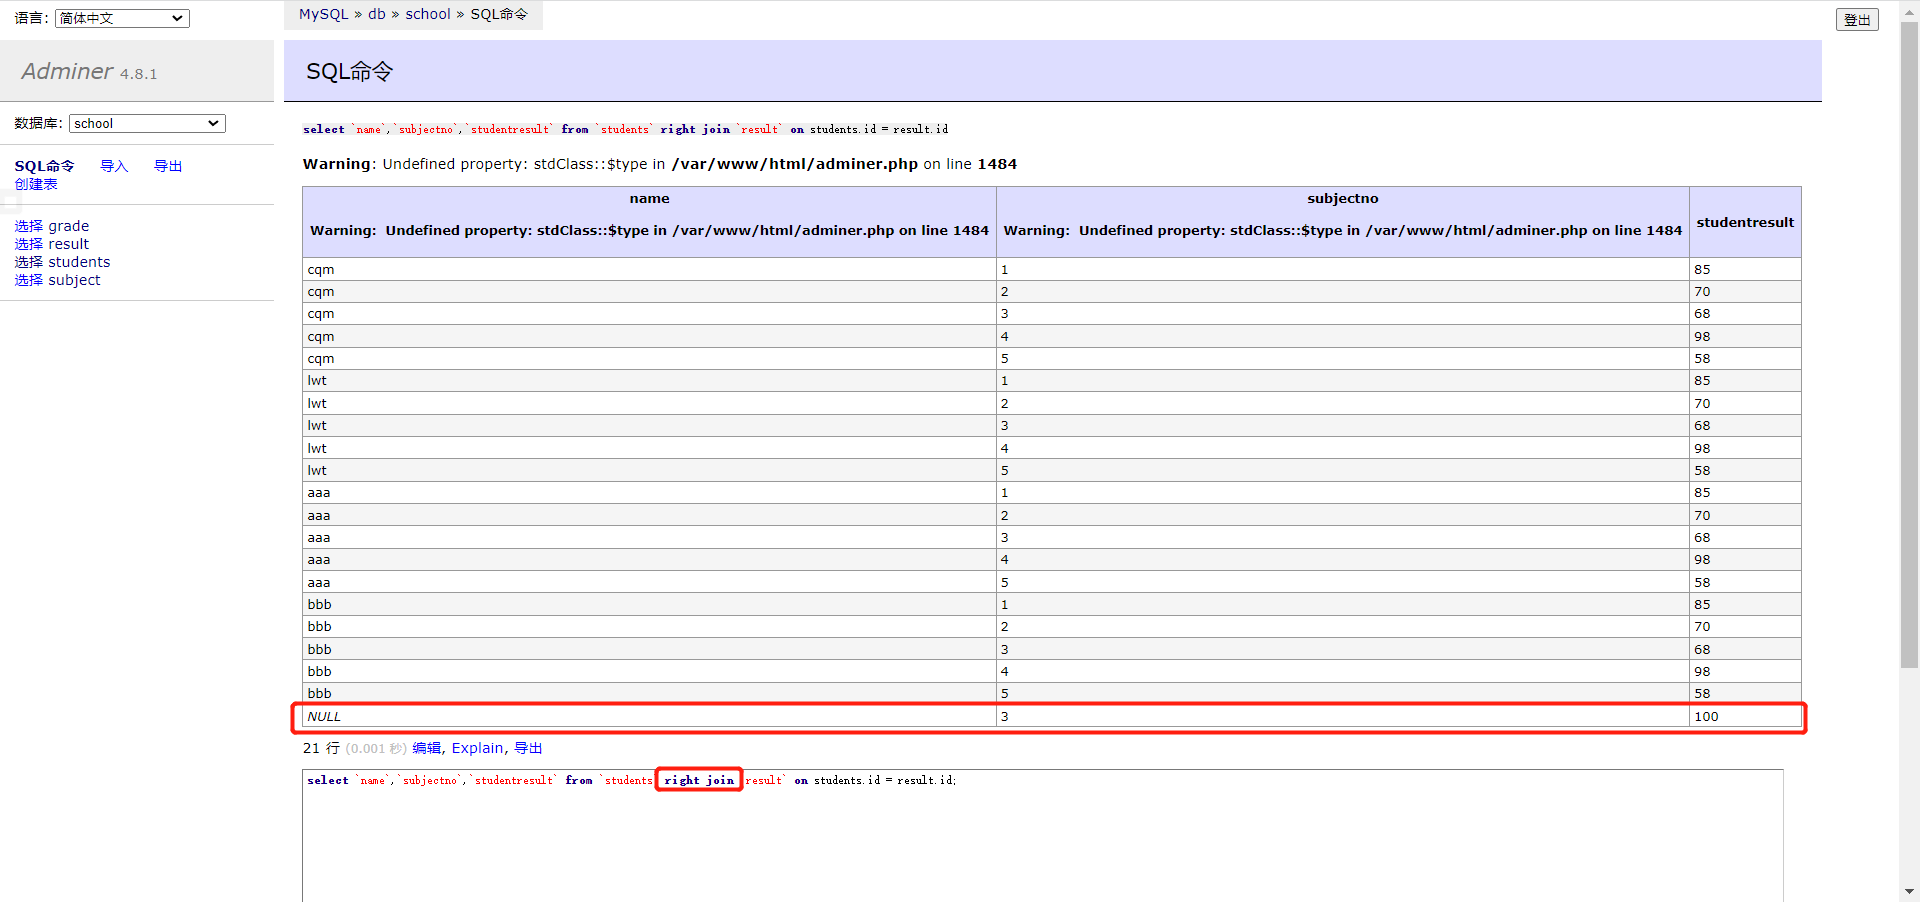 语言: 简体中文
MySQL » db » school » SQL命令
登出
Adminer 4.8.1
SQL命令
数据库: school
SQL命令 导入 导出
创建表
选择 grade
选择 result
选择 students
选择 subject
select `name`,`subjectno`,`studentresult` from `students` right join `result` on students.id = result.id
Warning: Undefined property: stdClass::$type in /var/www/html/adminer.php on line 1484
name subjectno studentresult
Warning: Undefined property: stdClass::$type in /var/www/html/adminer.php on line 1484 Warning: Undefined property: stdClass::$type in /var/www/html/adminer.php on line 1484
cqm 1 85
cqm 2 70
cqm 3 68
cqm 4 98
cqm 5 58
lwt 1 85
lwt 2 70
lwt 3 68
lwt 4 98
lwt 5 58
aaa 1 85
aaa 2 70
aaa 3 68
aaa 4 98
aaa 5 58
bbb 1 85
bbb 2 70
bbb 3 68
bbb 4 98
bbb 5 58
NULL 3 100
21 行 (0.001 秒) 编辑, Explain, 导出
select `name`,`subjectno`,`studentresult` from `students right join result` on students.id = result.id;